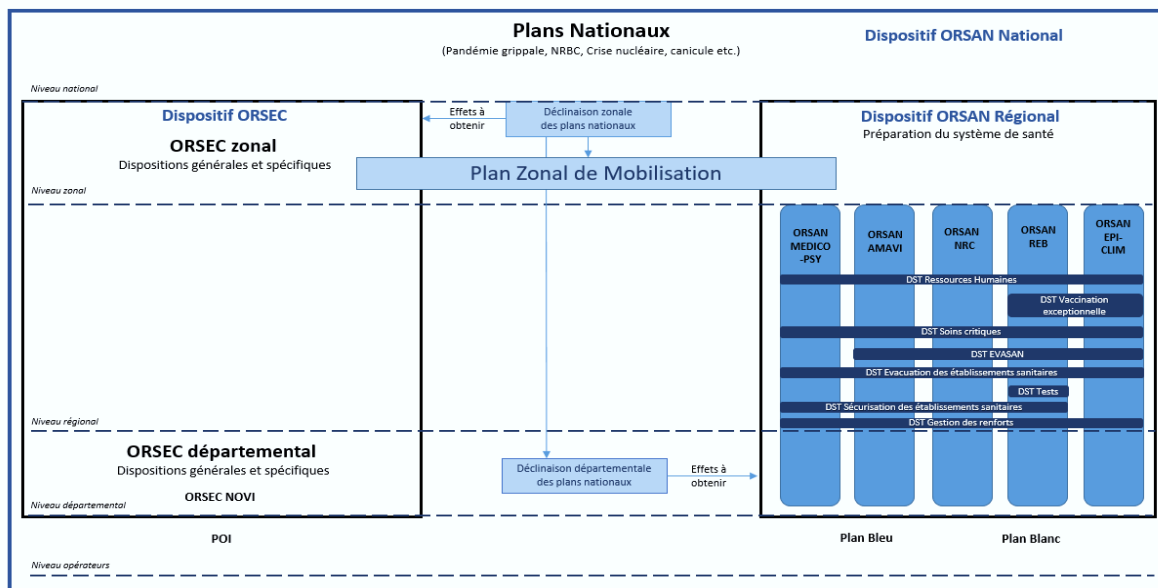 Plans Nationaux
(Pandémie grippale, NRBC, Crise nucléaire, canicule etc.)
Dispositif ORSAN National
Niveau national
Dispositif ORSEC
ORSEC zonal
Dispositions générales et spécifiques
Effets à
obtenir
Déclinaison zonale
des plans nationaux
Dispositif ORSAN Régional
Préparation du système de santé
Plan Zonal de Mobilisation
Niveau zonal
ORSAN
MEDICO
-PSY
ORSAN
AMAVI
ORSAN
NRC
ORSAN
REB
ORSAN
EPI-
CLIM
DST Ressources Humaines
DST Vaccination
exceptionnelle
DST Soins critiques
DST EVASAN
DST Evacuation des établissements sanitaires
DST Tests
DST Sécurisation des établissements sanitaires
DST Gestion des renforts
Niveau régional
ORSEC départemental
Dispositions générales et spécifiques
ORSEC NOVI
Déclinaison départementale
des plans nationaux
Effets à
obtenir
Niveau départemental
POI
Plan Bleu
Plan Blanc
Niveau opérateurs